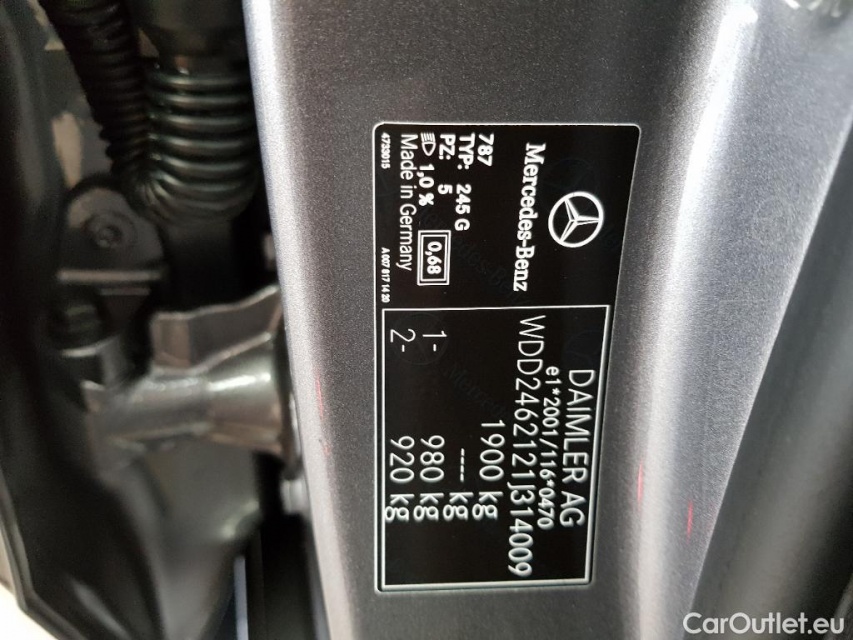 Mercedes-Benz
787
TYP: 245 G
PZ: 5
1,0 %
0,68
Made in Germany
4733015
A 007 817 14 20
DAIMLER AG
e1*2001/116*0470
WDD2462121J314009
1900 kg
---- kg
1- 980 kg
2- 920 kg
CarOutlet.eu